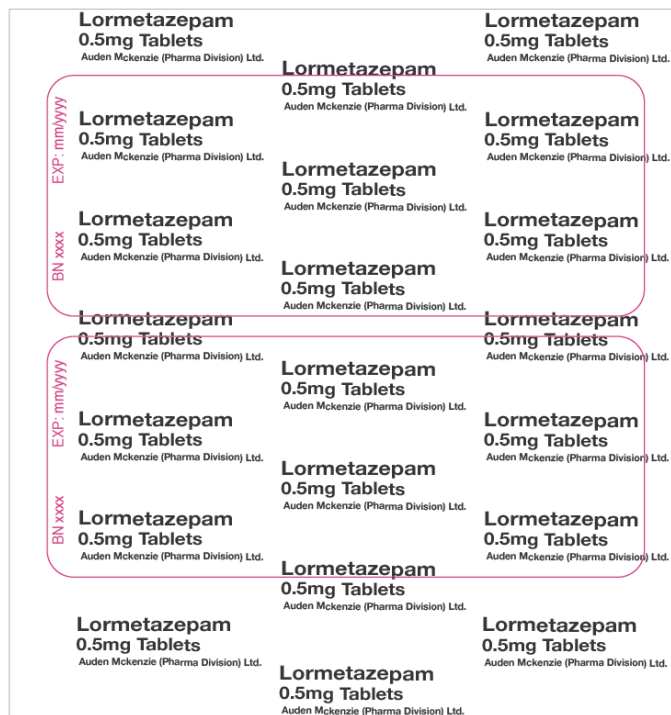 Lormetazepam
0.5mg Tablets
Auden Mckenzie (Pharma Division) Ltd.
Lormetazepam
0.5mg Tablets
Auden Mckenzie (Pharma Division) Ltd.
Lormetazepam
0.5mg Tablets
Auden Mckenzie (Pharma Division) Ltd.
EXP: mm/yyyy
BN xxxx
Lormetazepam
0.5mg Tablets
Auden Mckenzie (Pharma Division) Ltd.
Lormetazepam
0.5mg Tablets
Auden Mckenzie (Pharma Division) Ltd.
Lormetazepam
0.5mg Tablets
Auden Mckenzie (Pharma Division) Ltd.
Lormetazepam
0.5mg Tablets
Auden Mckenzie (Pharma Division) Ltd.
Lormetazepam
0.5mg Tablets
Auden Mckenzie (Pharma Division) Ltd.
Lormetazepam
0.5mg Tablets
Auden Mckenzie (Pharma Division) Ltd.
Lormetazepam
0.5mg Tablets
Auden Mckenzie (Pharma Division) Ltd.
Lormetazepam
0.5mg Tablets
Auden Mckenzie (Pharma Division) Ltd.
EXP: mm/yyyy
BN xxxx
Lormetazepam
0.5mg Tablets
Auden Mckenzie (Pharma Division) Ltd.
Lormetazepam
0.5mg Tablets
Auden Mckenzie (Pharma Division) Ltd.
Lormetazepam
0.5mg Tablets
Auden Mckenzie (Pharma Division) Ltd.
Lormetazepam
0.5mg Tablets
Auden Mckenzie (Pharma Division) Ltd.
Lormetazepam
0.5mg Tablets
Auden Mckenzie (Pharma Division) Ltd.
Lormetazepam
0.5mg Tablets
Auden Mckenzie (Pharma Division) Ltd.
Lormetazepam
0.5mg Tablets
Auden Mckenzie (Pharma Division) Ltd.
Lormetazepam
0.5mg Tablets
Auden Mckenzie (Pharma Division) Ltd.
Lormetazepam
0.5mg Tablets
Auden Mckenzie (Pharma Division) Ltd.
Lormetazepam
0.5mg Tablets
Auden Mckenzie (Pharma Division) Ltd.